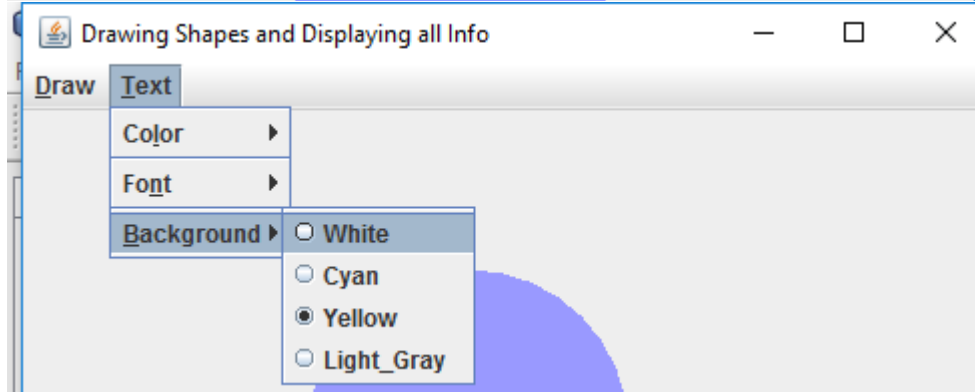 Drawing Shapes and Displaying all Info
Draw Text
Color
Font
Background
White
Cyan
Yellow
Light_Gray